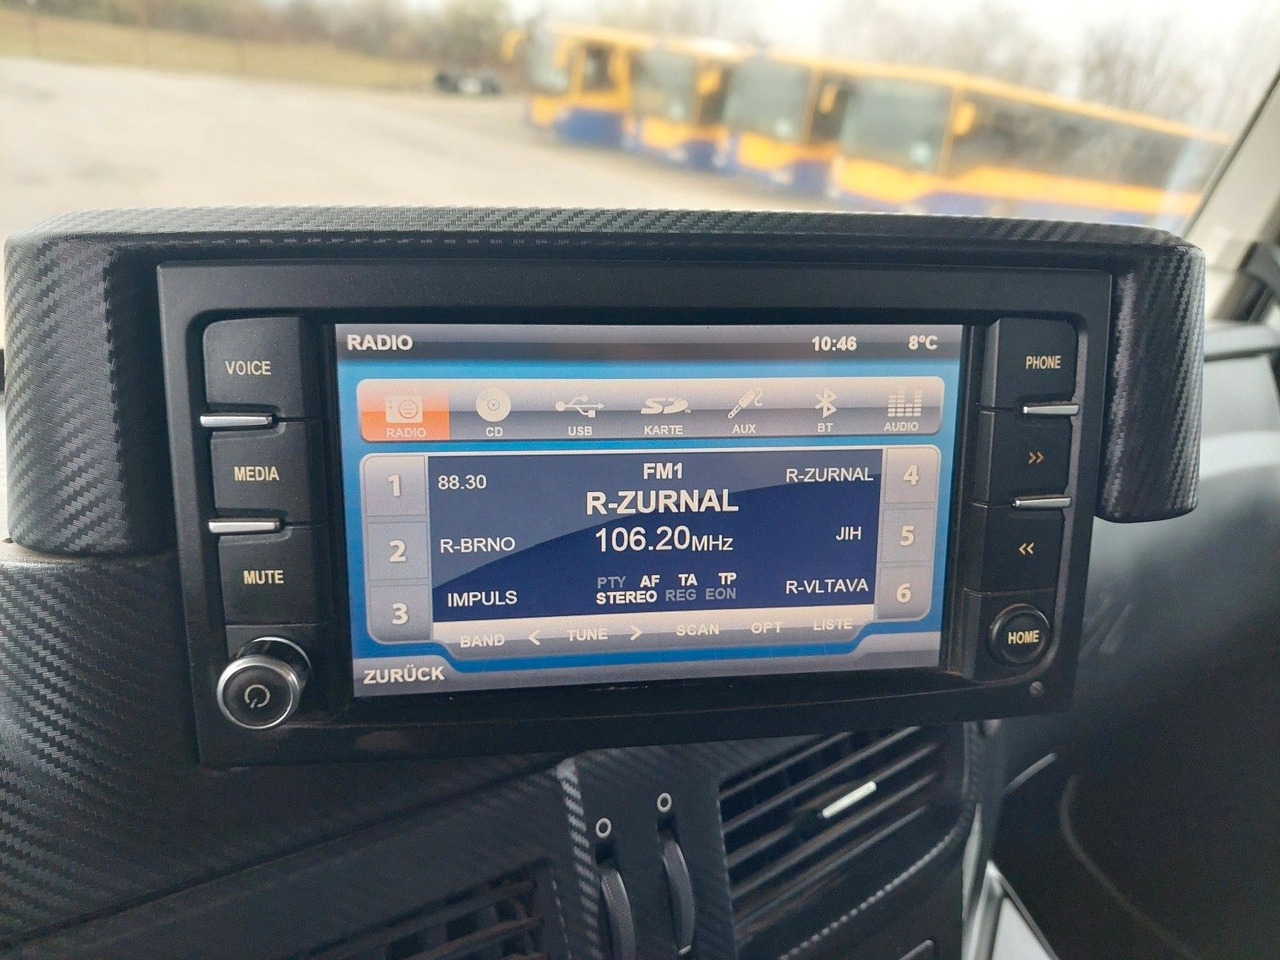 VOICE
MEDIA
MUTE
RADIO 10:46 8°C
RADIO CD USB KARTE AUX BT AUDIO
1 88.30
2 R-BRNO
3 IMPULS
FM1
R-ZURNAL
106.20MHz
PTY AF TA TP
STEREO REG EON
R-ZURNAL 4
JIH 5
R-VLTAVA 6
BAND < TUNE > SCAN OPT LISTE
ZURÜCK
PHONE
>>
<<
HOME